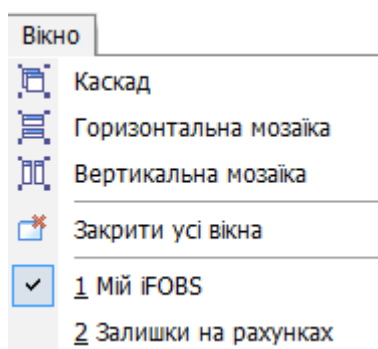 Вікно
Каскад
Горизонтальна мозаїка
Вертикальна мозаїка
Закрити усі вікна
1 Мій iFOBS
2 Залишки на рахунках